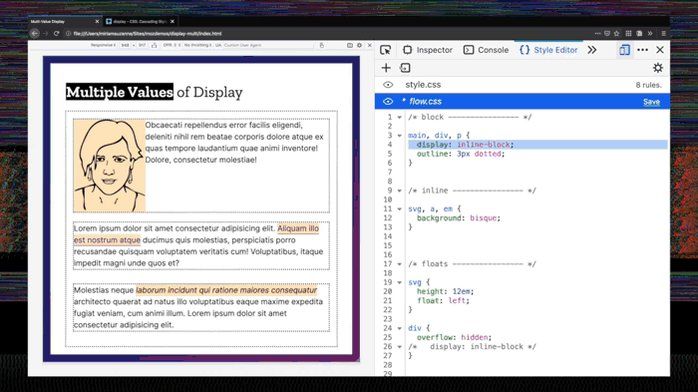 Multi-Value Display
display - CSS: Cascading Style
file:///Users/miriamsuzanne/Sites/mozdemos/display-multi/index.html
Responsive
No throttling
UA: Custom User Agent
Inspector
Console
Style Editor
style.css
8 rules.
* flow.css
Save
Multiple Values of Display
Obcaecati repellendus error facilis eligendi,
deleniti nihil rem beatae corporis dolore atque ex
quas tempore laudantium quae animi inventore!
Dolore, consectetur molestiae!
Lorem ipsum dolor sit amet consectetur adipisicing elit. Aliquam illo
est nostrum atque ducimus quis molestias, perspiciatis porro
recusandae quisquam voluptatem veritatis cum! Voluptatibus, itaque
impedit magni unde quos et?
Molestias neque laborum incidunt qui ratione maiores consequatur
architecto quaerat ad natus illo voluptatibus eaque maxime expedita
fugiat veniam, cum animi illum. Lorem ipsum dolor sit amet
consectetur adipisicing elit.
1 /* block ---------------- */
2
3 main, div, p {
4 display: inline-block;
5 outline: 3px dotted;
6 }
7
8
9 /* inline ---------------- */
10
11 svg, a, em {
12 background: bisque;
13 }
14
15
16
17 /* floats ---------------- */
18
19 svg {
20 height: 12em;
21 float: left;
22 }
23
24 div {
25 overflow: hidden;
26 /* display: inline-block */
27 }
28
29